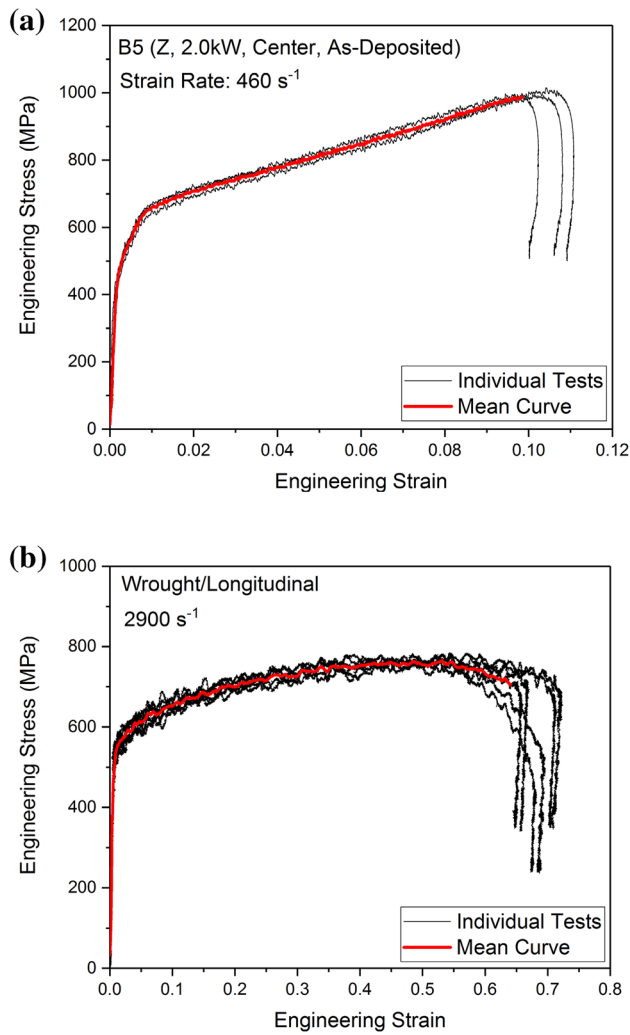 (a)
1200
1000
800
600
400
200
0
Engineering Stress (MPa)
B5 (Z, 2.0kW, Center, As-Deposited)
Strain Rate: 460 s⁻¹
Individual Tests
Mean Curve
0.00 0.02 0.04 0.06 0.08 0.10 0.12
Engineering Strain
(b)
1000
800
600
400
200
0
Engineering Stress (MPa)
Wrought/Longitudinal
2900 s⁻¹
Individual Tests
Mean Curve
0.0 0.1 0.2 0.3 0.4 0.5 0.6 0.7 0.8
Engineering Strain